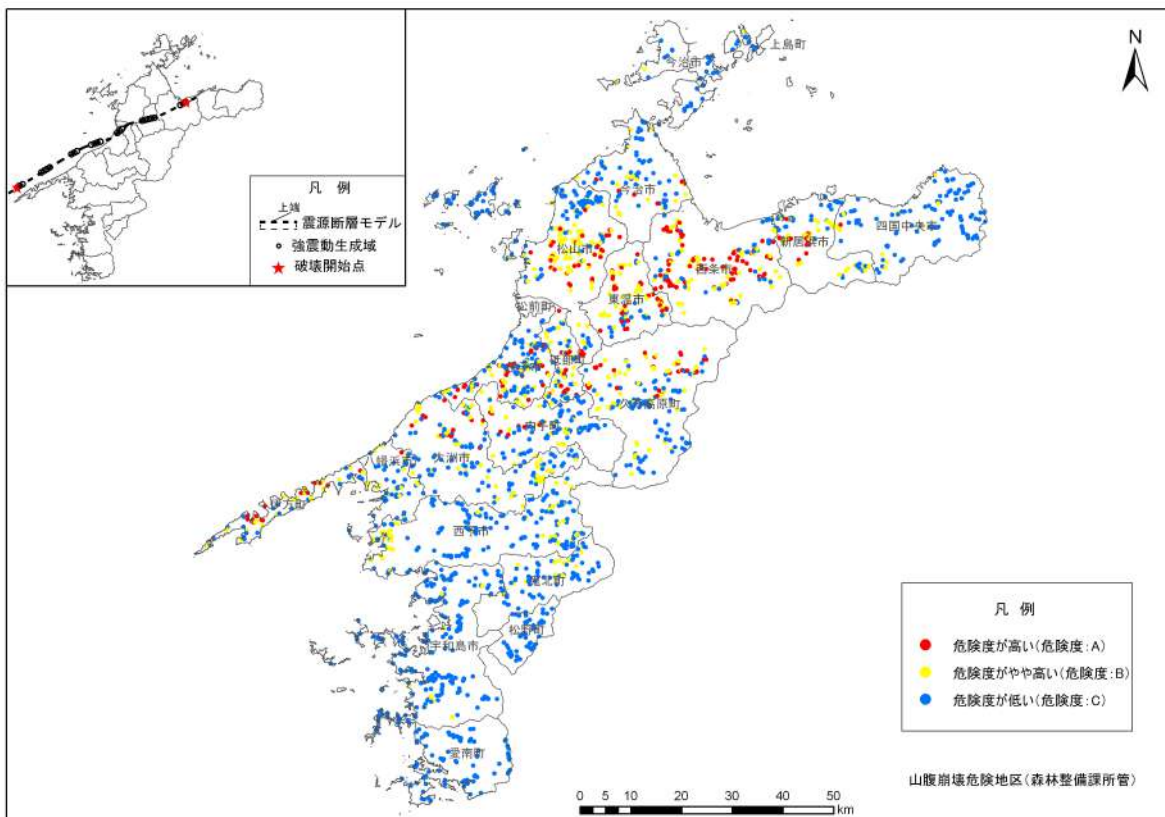 凡 例
上端
震源断層モデル
強震動生成域
破壊開始点
N
上島町
今治市
今治市
松山市
新居浜市
四国中央市
西条市
東温市
松前町
砥部町
久万高原町
内子町
大洲市
八幡浜市
伊方町
西予市
鬼北町
松野町
宇和島市
愛南町
凡 例
危険度が高い(危険度:A)
危険度がやや高い(危険度:B)
危険度が低い(危険度:C)
山腹崩壊危険地区(森林整備課所管)
0 5 10 20 30 40 50
km